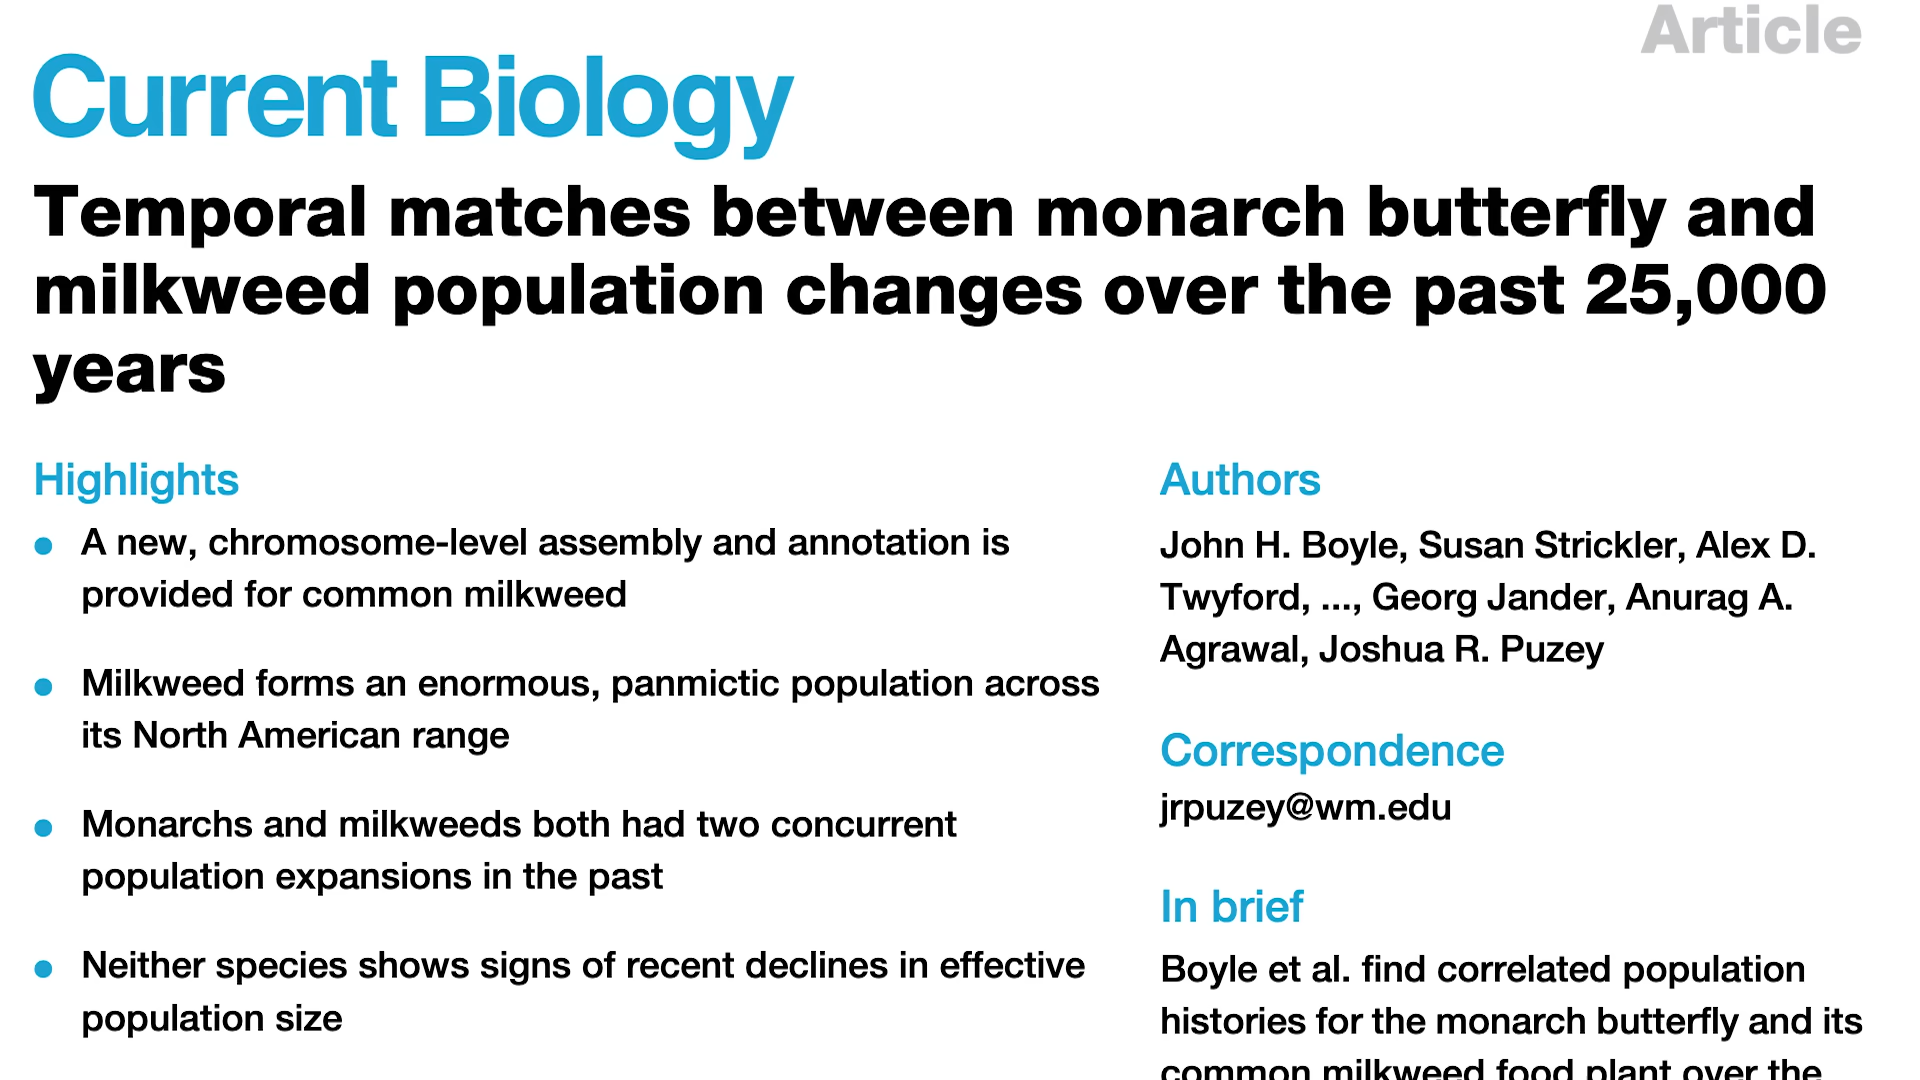 Article
Current Biology
Temporal matches between monarch butterfly and
milkweed population changes over the past 25,000
years
Highlights
• A new, chromosome-level assembly and annotation is
provided for common milkweed
• Milkweed forms an enormous, panmictic population across
its North American range
• Monarchs and milkweeds both had two concurrent
population expansions in the past
• Neither species shows signs of recent declines in effective
population size
Authors
John H. Boyle, Susan Strickler, Alex D.
Twyford, ..., Georg Jander, Anurag A.
Agrawal, Joshua R. Puzey
Correspondence
jrpuzey@wm.edu
In brief
Boyle et al. find correlated population
histories for the monarch butterfly and its
common milkweed food plant over the